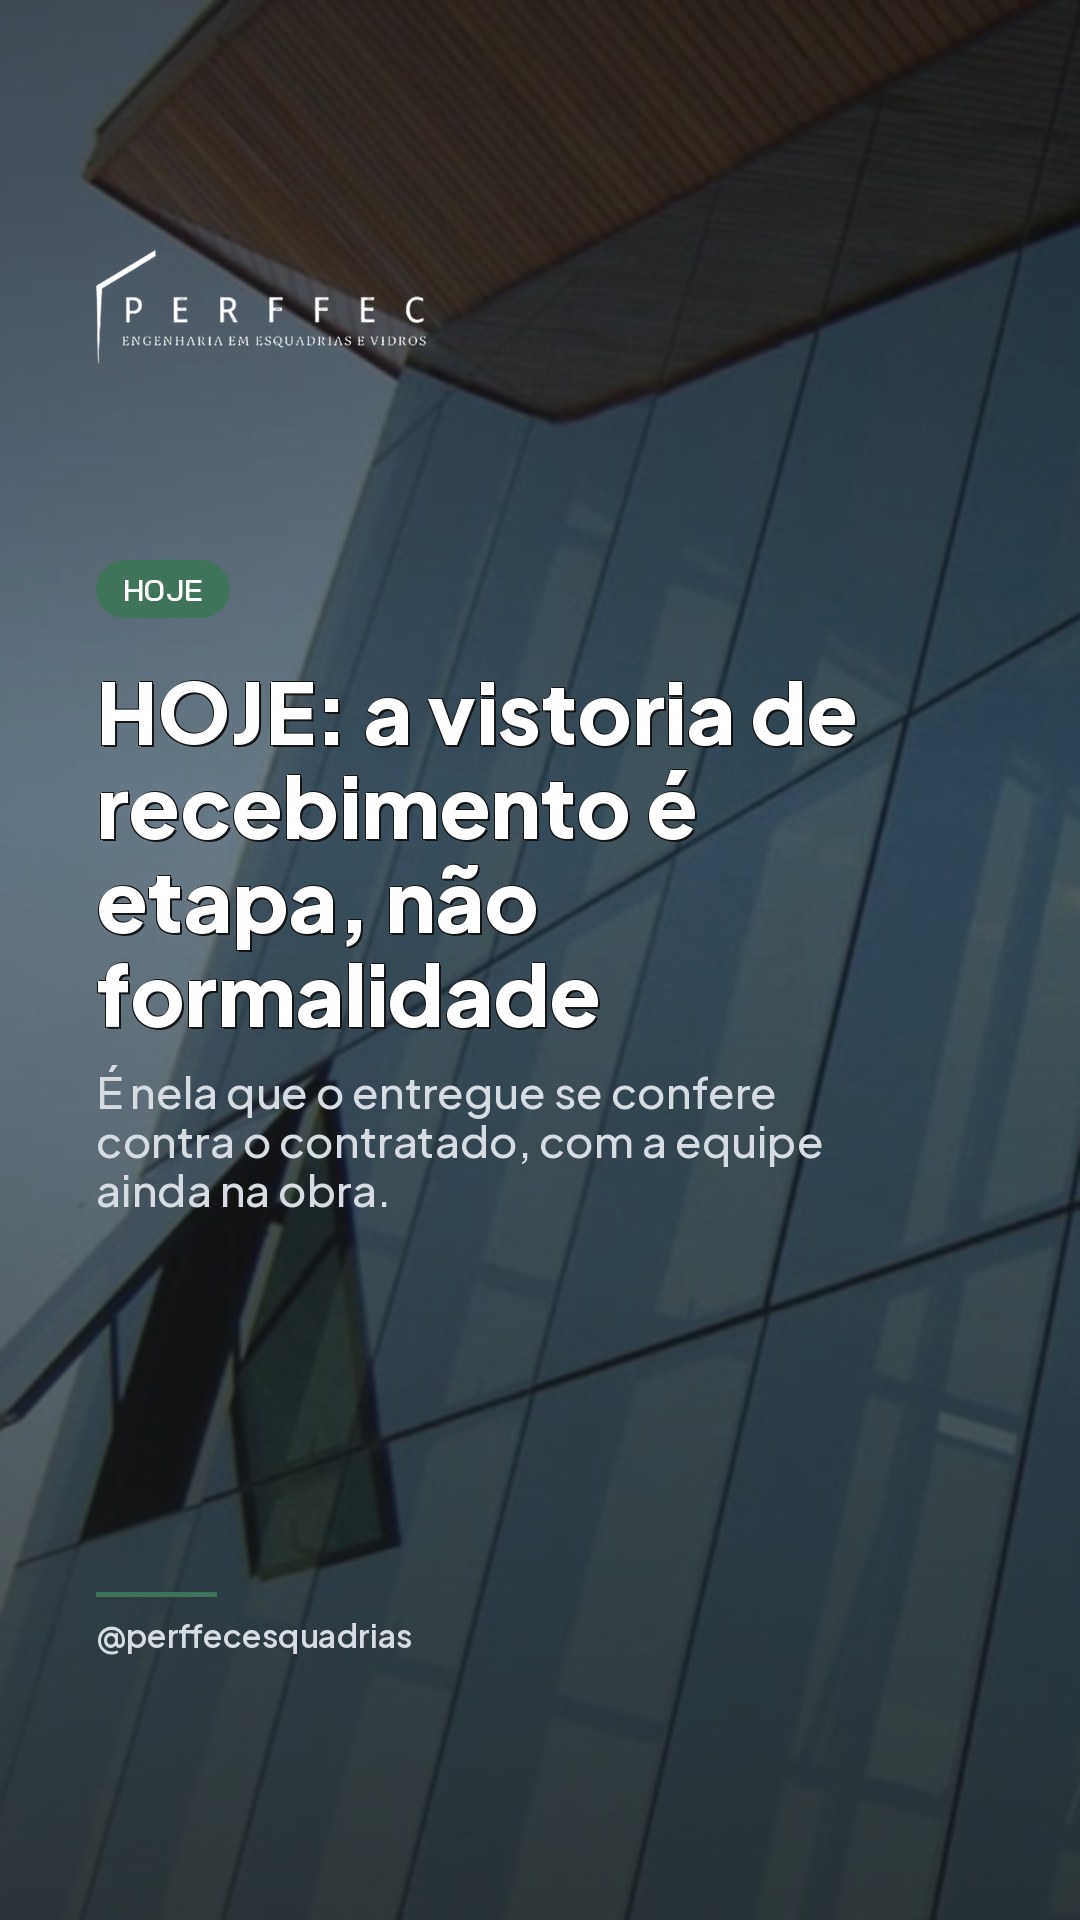 PERFFEC
ENGENHARIA EM ESQUADRIAS E VIDROS
HOJE
HOJE: a vistoria de
recebimento é
etapa, não
formalidade
É nela que o entregue se confere
contra o contratado, com a equipe
ainda na obra.
@perffecesquadrias